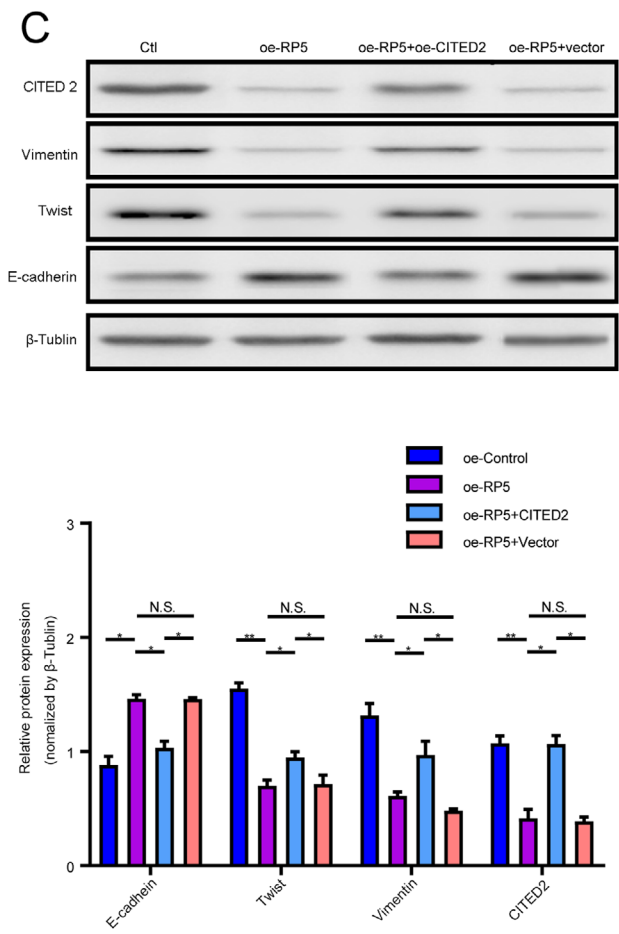 C
Ctl oe-RP5 oe-RP5+oe-CITED2 oe-RP5+vector
CITED 2
Vimentin
Twist
E-cadherin
β-Tublin
oe-Control
oe-RP5
oe-RP5+CITED2
oe-RP5+Vector
Relative protein expression
(nomalized by β-Tublin)
3
2
1
0
N.S. N.S. N.S. N.S.
* * ** * ** * ** *
* * * *
E-cadhein Twist Vimentin CITED2